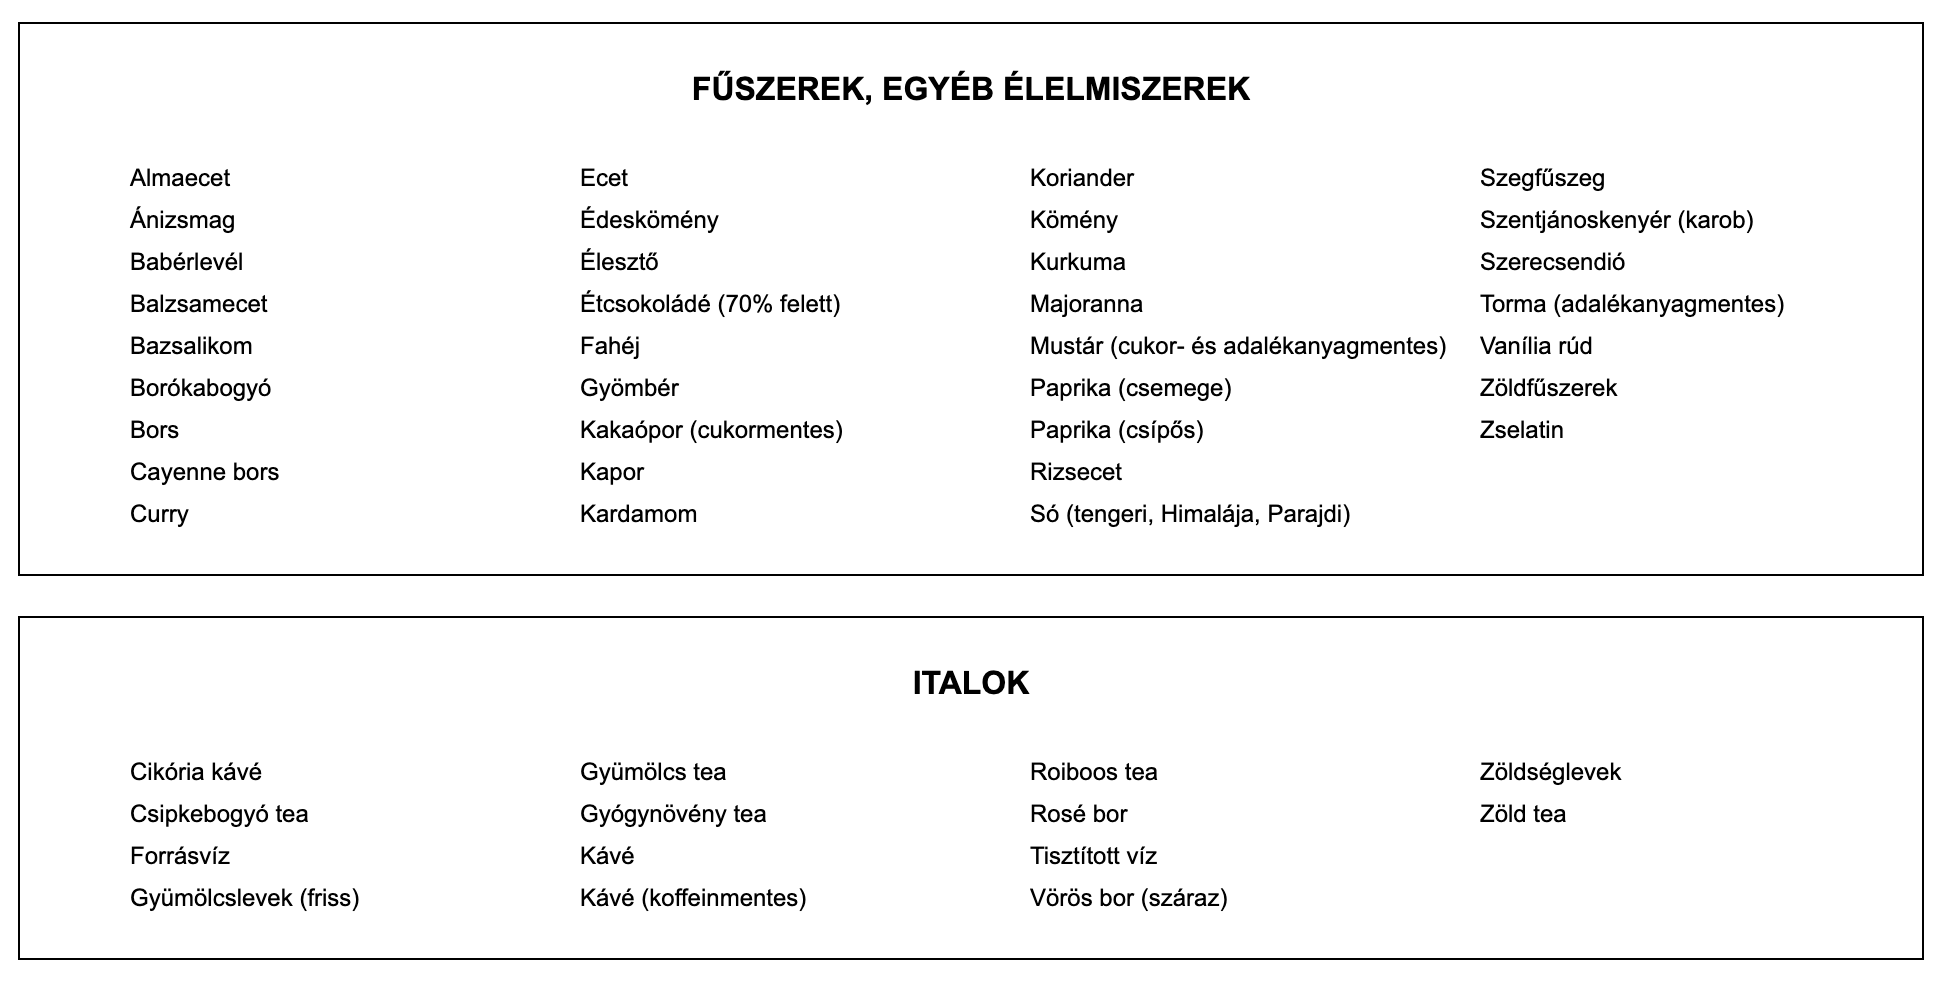 FŰSZEREK, EGYÉB ÉLELMISZEREK
Almaecet
Ánizsmag
Babérlevél
Balzsamecet
Bazsalikom
Borókabogyó
Bors
Cayenne bors
Curry
Ecet
Édeskömény
Élesztő
Étcsokoládé (70% felett)
Fahéj
Gyömbér
Kakaópor (cukormentes)
Kapor
Kardamom
Koriander
Kömény
Kurkuma
Majoranna
Mustár (cukor- és adalékanyagmentes)
Paprika (csemege)
Paprika (csípős)
Rizsecet
Só (tengeri, Himalája, Parajdi)
Szegfűszeg
Szentjánoskenyér (karob)
Szerecsendió
Torma (adalékanyagmentes)
Vanília rúd
Zöldfűszerek
Zselatin
ITALOK
Cikória kávé
Csipkebogyó tea
Forrásvíz
Gyümölcslevek (friss)
Gyümölcs tea
Gyógynövény tea
Kávé
Kávé (koffeinmentes)
Roiboos tea
Rosé bor
Tisztított víz
Vörös bor (száraz)
Zöldséglevek
Zöld tea